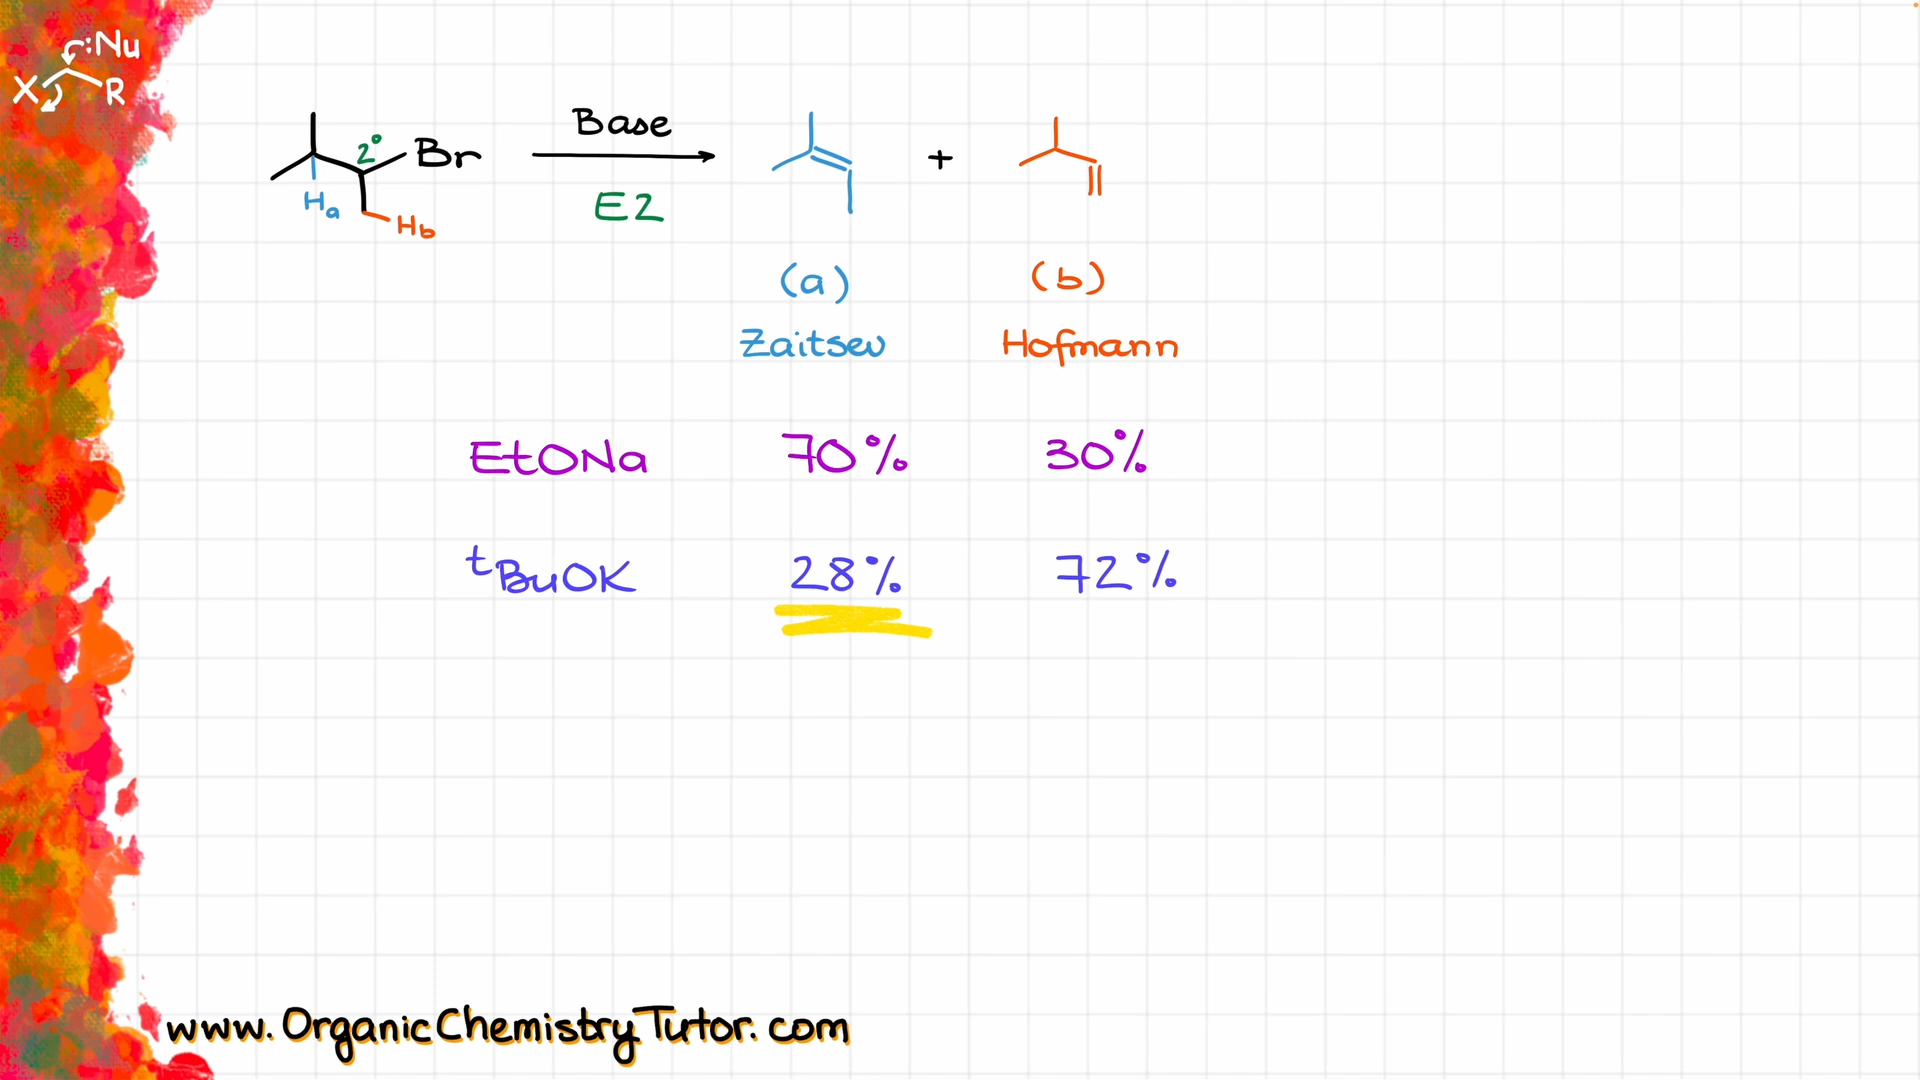 :Nu
X R
Base
2° Br
+
Ha
E2
Hb
(a) (b)
Zaitsev Hofmann
EtONa 70% 30%
tBuOK 28% 72%
www.OrganicChemistryTutor.com